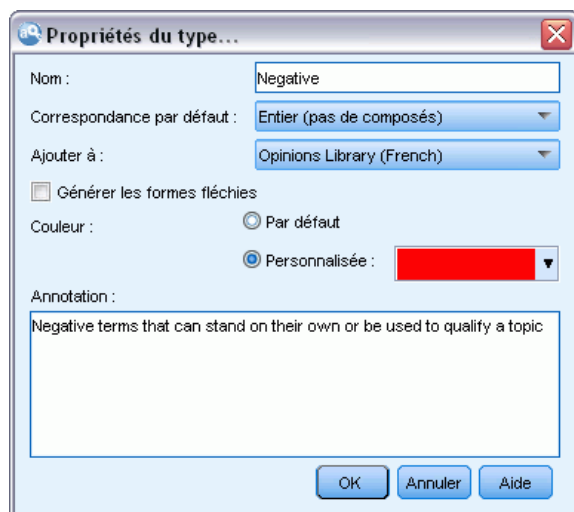 Propriétés du type...
Nom :
Negative
Correspondance par défaut :
Entier (pas de composés)
Ajouter à :
Opinions Library (French)
Générer les formes fléchies
Couleur :
Par défaut
Personnalisée :
Annotation :
Negative terms that can stand on their own or be used to qualify a topic
OK
Annuler
Aide